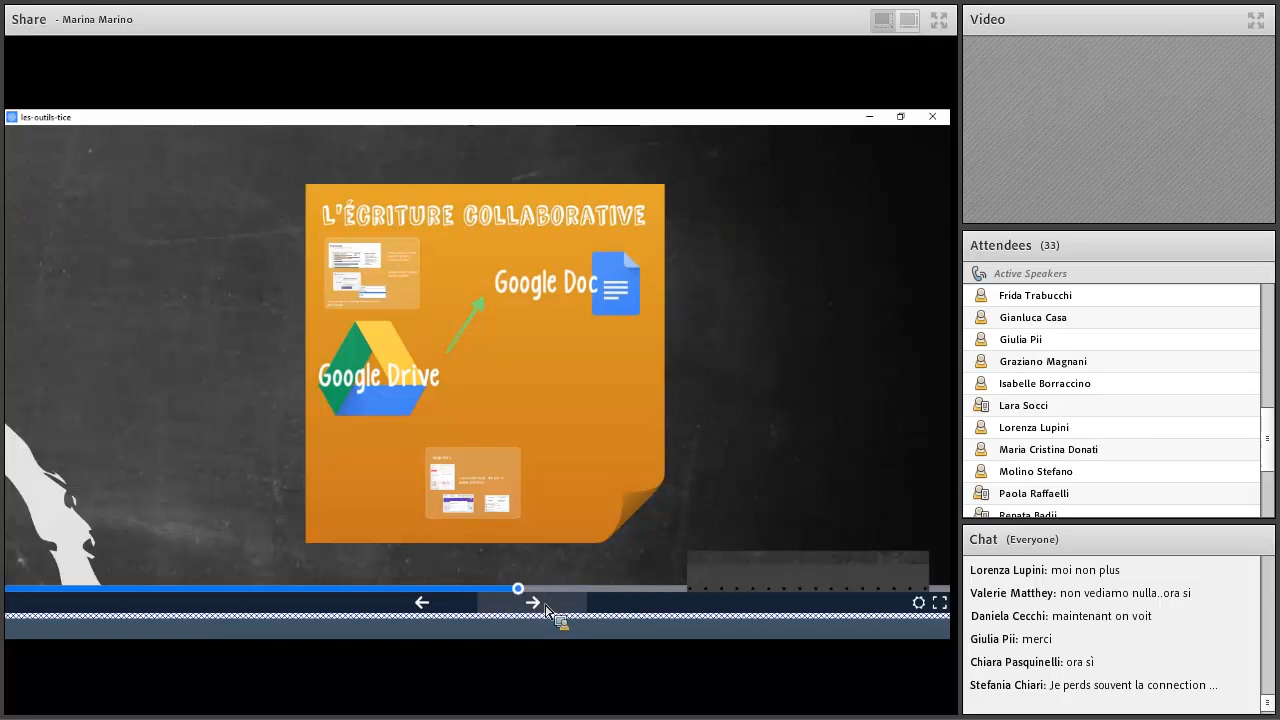 Share - Marina Marino
les-outils-tice
L'ÉCRITURE COLLABORATIVE
Google Doc
Google Drive
Video
Attendees (33)
Active Speakers
Frida Trabucchi
Gianluca Casa
Giulia Pii
Graziano Magnani
Isabelle Borraccino
Lara Socci
Lorenza Lupini
Maria Cristina Donati
Molino Stefano
Paola Raffaelli
Renata Badii
Chat (Everyone)
Lorenza Lupini: moi non plus
Valerie Matthey: non vediamo nulla..ora si
Daniela Cecchi: maintenant on voit
Giulia Pii: merci
Chiara Pasquinelli: ora sì
Stefania Chiari: Je perds souvent la connection ...